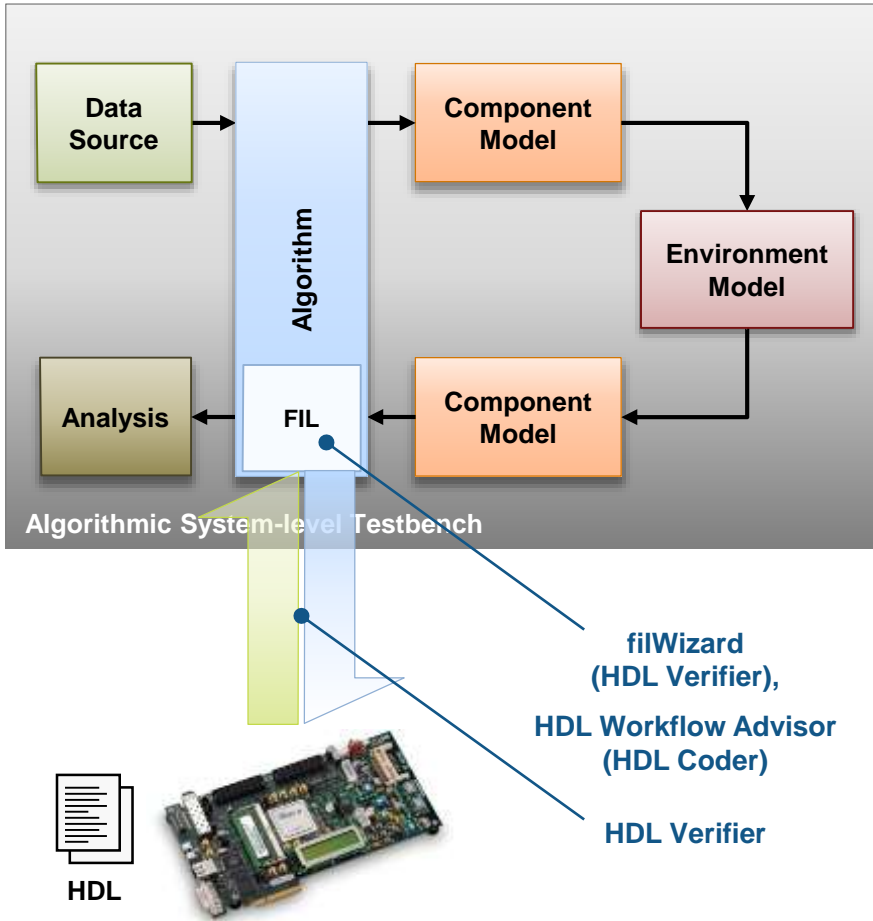 Data
Source
Component
Model
Algorithm
Environment
Model
Analysis
FIL
Component
Model
Algorithmic System-level Testbench
filWizard
(HDL Verifier),
HDL Workflow Advisor
(HDL Coder)
HDL Verifier
HDL